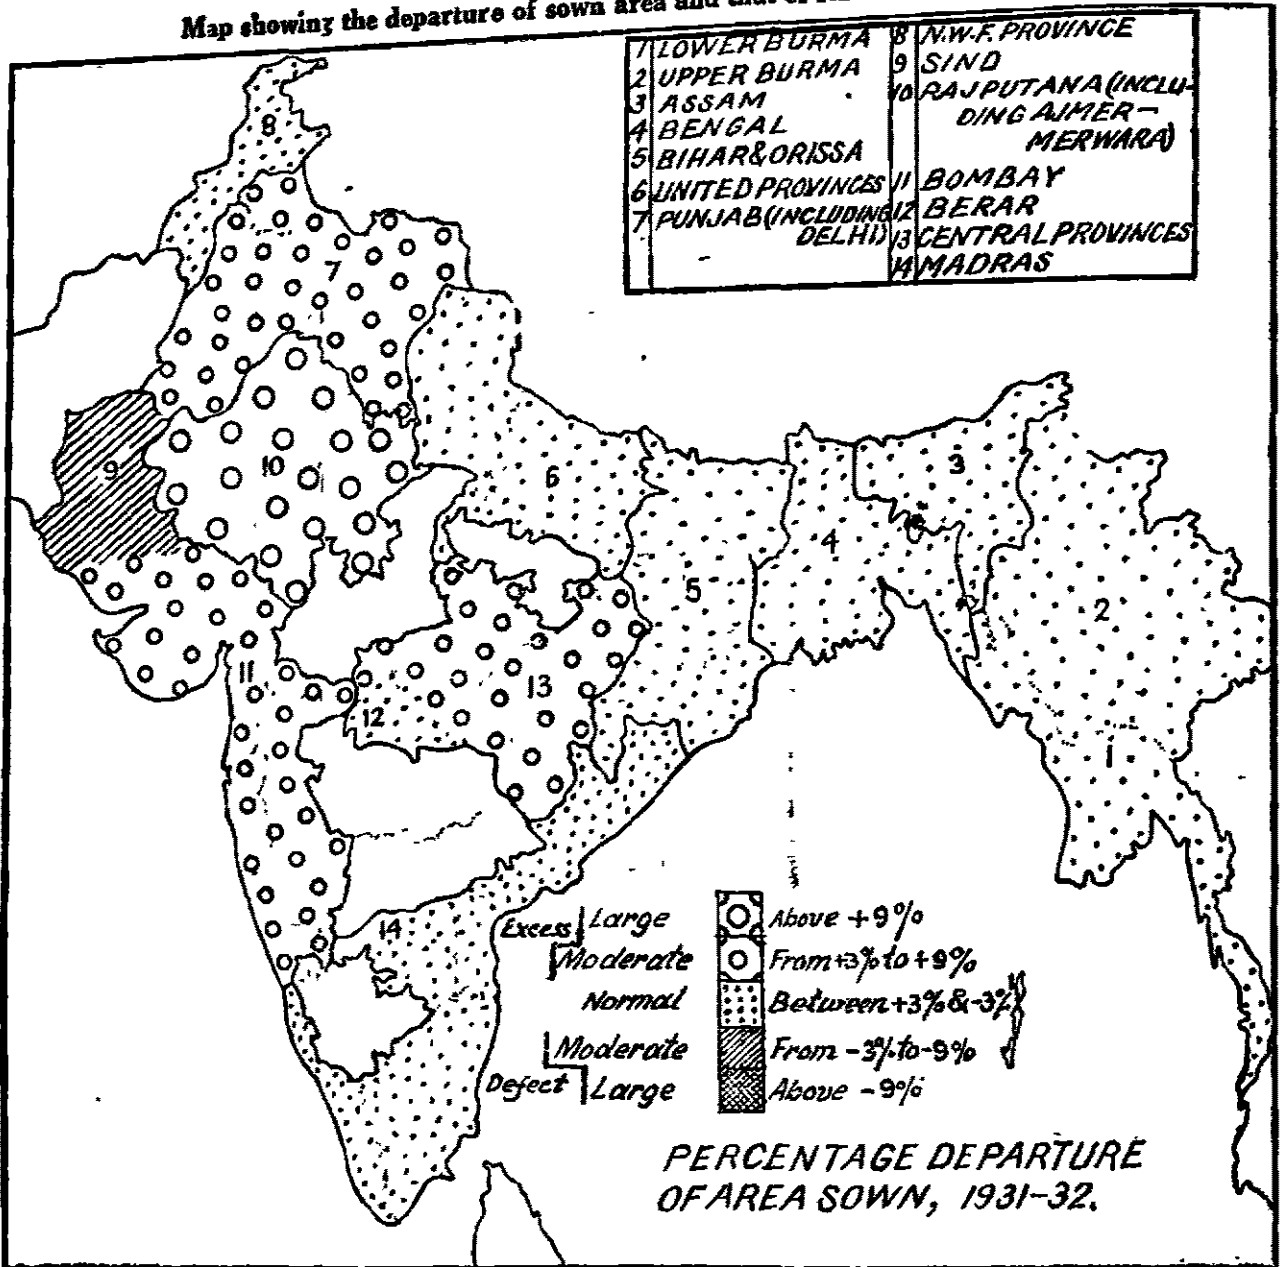 Map showing the departure of sown area and that of
1 LOWER BURMA
2 UPPER BURMA
3 ASSAM
4 BENGAL
5 BIHAR & ORISSA
6 UNITED PROVINCES
7 PUNJAB (INCLUDING
DELHI)
8 N.W.F. PROVINCE
9 SIND
10 RAJPUTANA (INCLU-
DING AJMER-
MERWARA)
11 BOMBAY
12 BERAR
13 CENTRAL PROVINCES
14 MADRAS
8
7
9
10
6
3
4
5
2
11
13
12
1
14
Excess Large Above +9%
Moderate From +3% to +9%
Normal Between +3% & -3%
Moderate From -3% to -9%
Defect Large Above -9%
PERCENTAGE DEPARTURE
OF AREA SOWN, 1931-32.